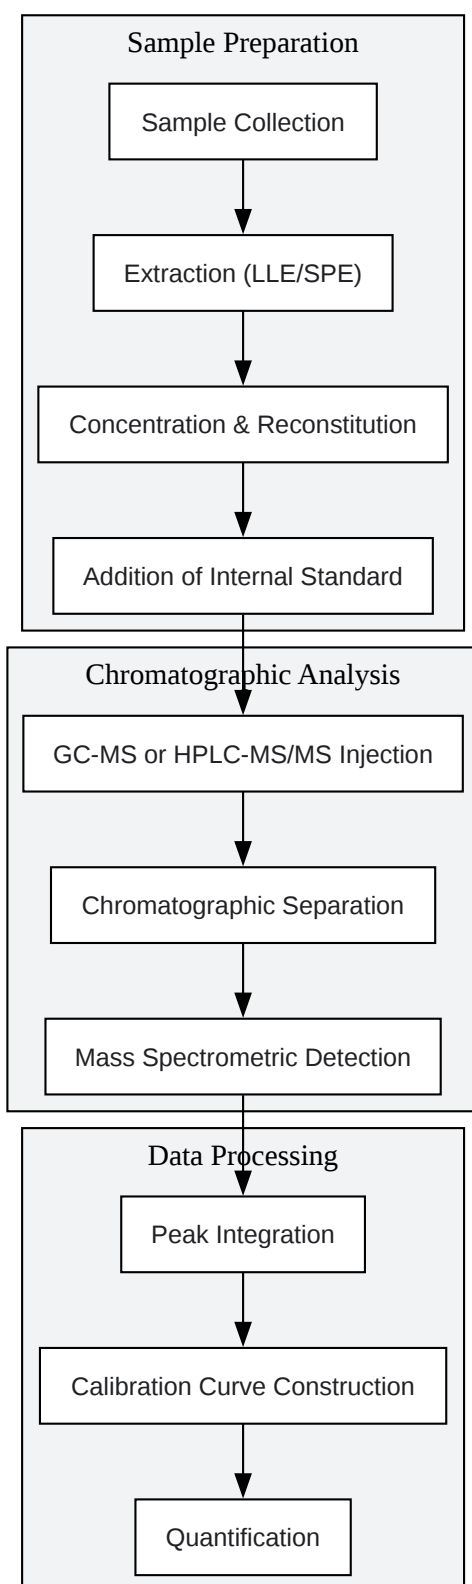 Sample Preparation
Sample Collection
Extraction (LLE/SPE)
Concentration & Reconstitution
Addition of Internal Standard
Chromatographic Analysis
GC-MS or HPLC-MS/MS Injection
Chromatographic Separation
Mass Spectrometric Detection
Data Processing
Peak Integration
Calibration Curve Construction
Quantification